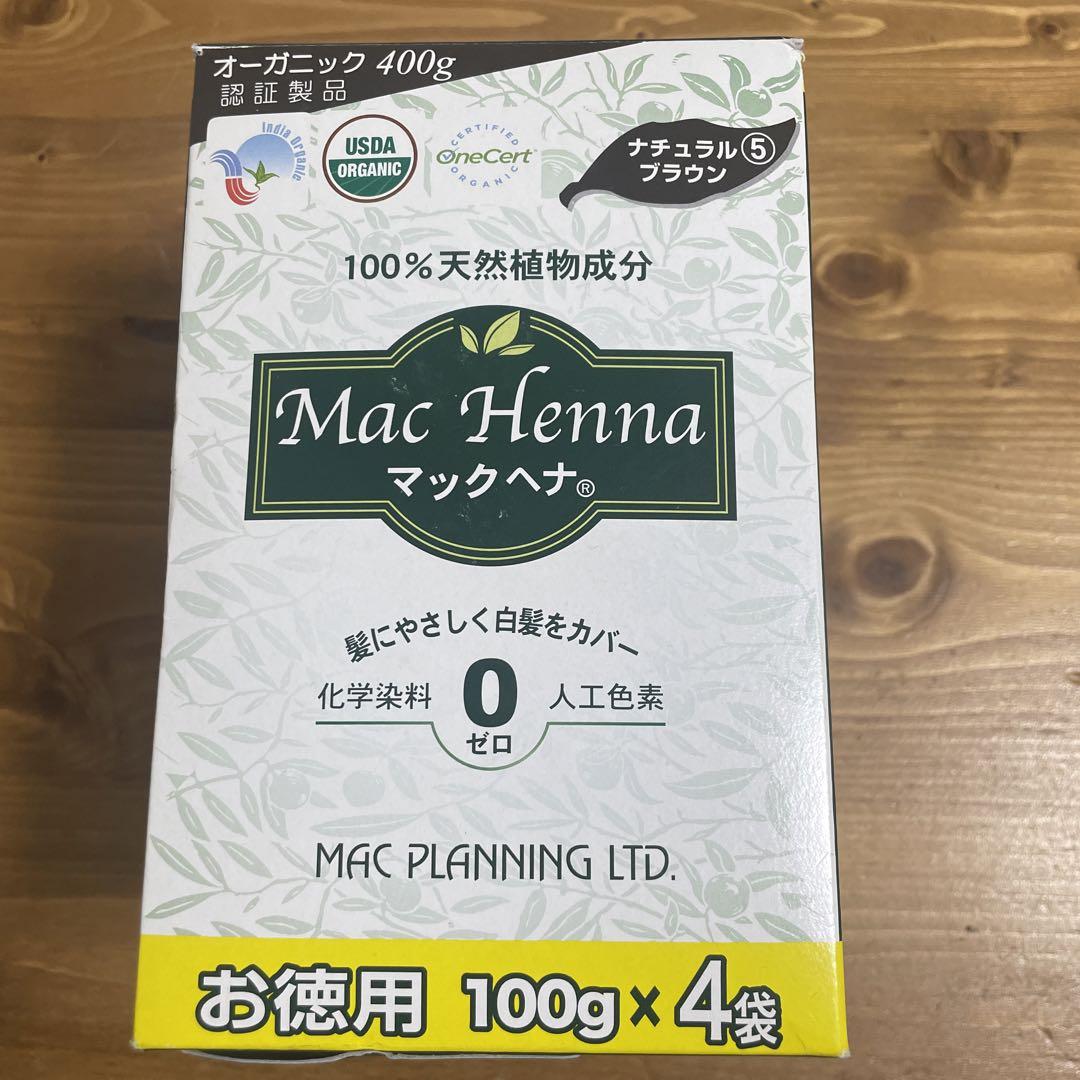 オーガニック 400g
認証製品
India Organic
USDA
ORGANIC
CERTIFIED
OneCert™
ORGANIC
ナチュラル⑤
ブラウン
100%天然植物成分
Mac Henna
マックヘナ®
髪にやさしく白髪をカバー
化学染料 0 人工色素
ゼロ
MAC PLANNING LTD.
お徳用 100g×4袋